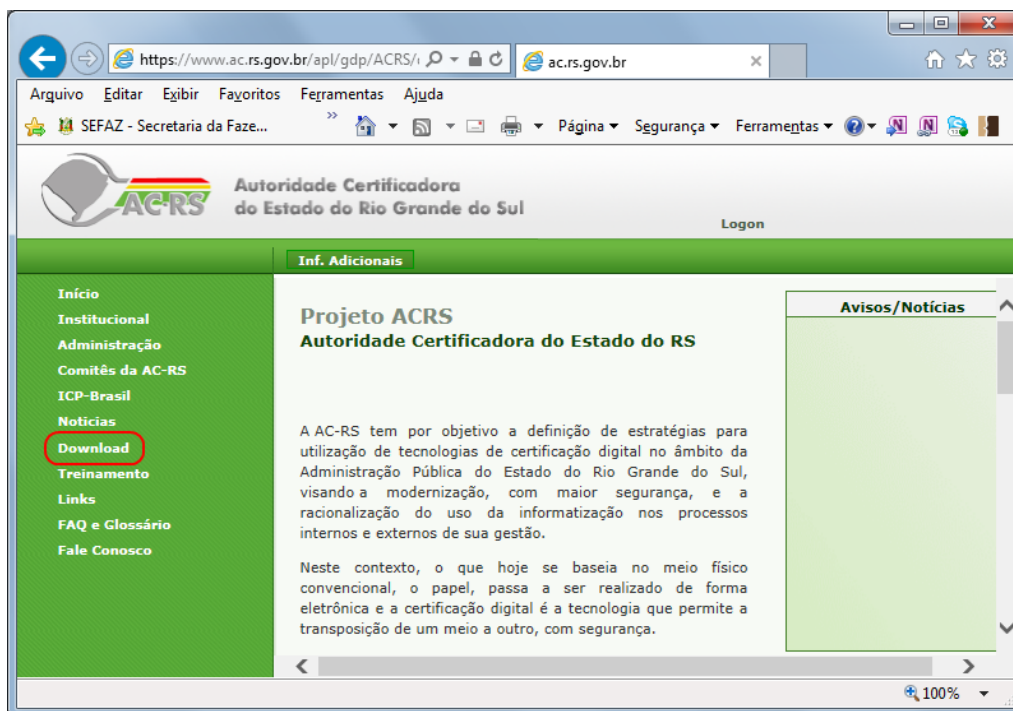 https://www.ac.rs.gov.br/apl/gdp/ACRS/
ac.rs.gov.br
Arquivo Editar Exibir Favoritos Ferramentas Ajuda
SEFAZ - Secretaria da Faze...
Página Segurança Ferramentas
AC-RS
Autoridade Certificadora
do Estado do Rio Grande do Sul
Logon
Inf. Adicionais
Início
Institucional
Administração
Comitês da AC-RS
ICP-Brasil
Noticias
Download
Treinamento
Links
FAQ e Glossário
Fale Conosco
Projeto ACRS
Autoridade Certificadora do Estado do RS
A AC-RS tem por objetivo a definição de estratégias para
utilização de tecnologias de certificação digital no âmbito da
Administração Pública do Estado do Rio Grande do Sul,
visando a modernização, com maior segurança, e a
racionalização do uso da informatização nos processos
internos e externos de sua gestão.
Neste contexto, o que hoje se baseia no meio físico
convencional, o papel, passa a ser realizado de forma
eletrônica e a certificação digital é a tecnologia que permite a
transposição de um meio a outro, com segurança.
Avisos/Notícias
100%